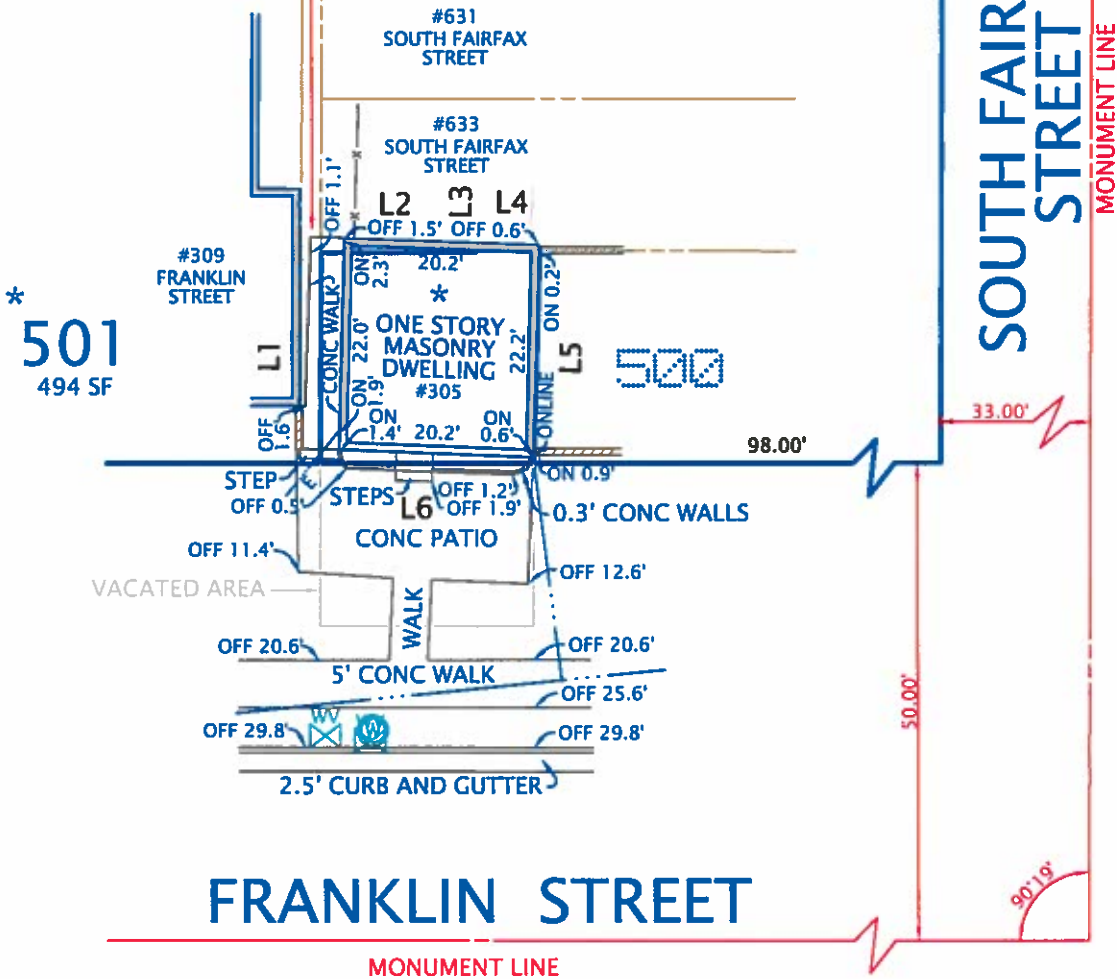 #631
SOUTH FAIRFAX
STREET
SOUTH FAIR
STREET
MONUMENT LINE
#633
SOUTH FAIRFAX
STREET
OFF 1.1'
L2
L3
L4
OFF 1.5'
OFF 0.6'
#309
FRANKLIN
STREET
ON
2.3'
20.2'
ON 0.2'
*
*
501
494 SF
L1
CONC WALK
22.0'
ONE STORY
MASONRY
DWELLING
#305
22.2'
L5
500
ON
1.9'
ONLINE
33.00'
OFF
1.6'
ON
1.4'
20.2'
ON
0.6'
98.00'
STEP
OFF 0.5'
STEPS
L6
OFF 1.2'
OFF 1.9'
ON 0.9'
0.3' CONC WALLS
CONC PATIO
OFF 11.4'
OFF 12.6'
VACATED AREA
WALK
OFF 20.6'
OFF 20.6'
5' CONC WALK
OFF 25.6'
50.00'
WV
W
OFF 29.8'
OFF 29.8'
2.5' CURB AND GUTTER
FRANKLIN STREET
90°19'
MONUMENT LINE